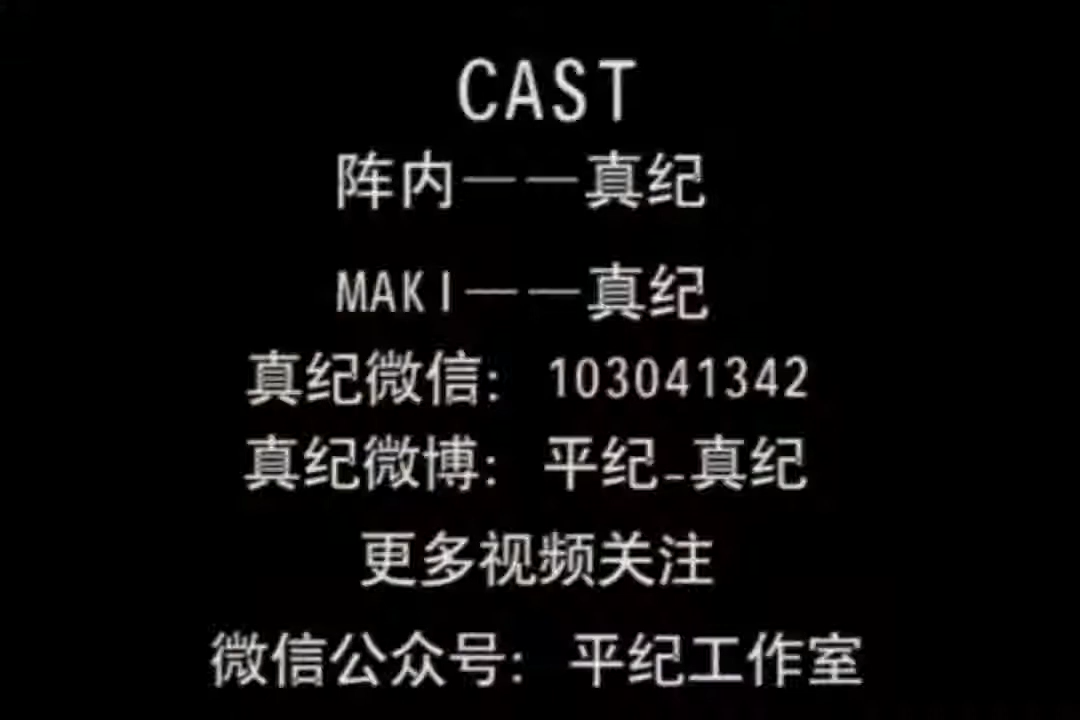 CAST
阵内——真纪
MAKI——真纪
真纪微信: 103041342
真纪微博: 平纪-真纪
更多视频关注
微信公众号: 平纪工作室